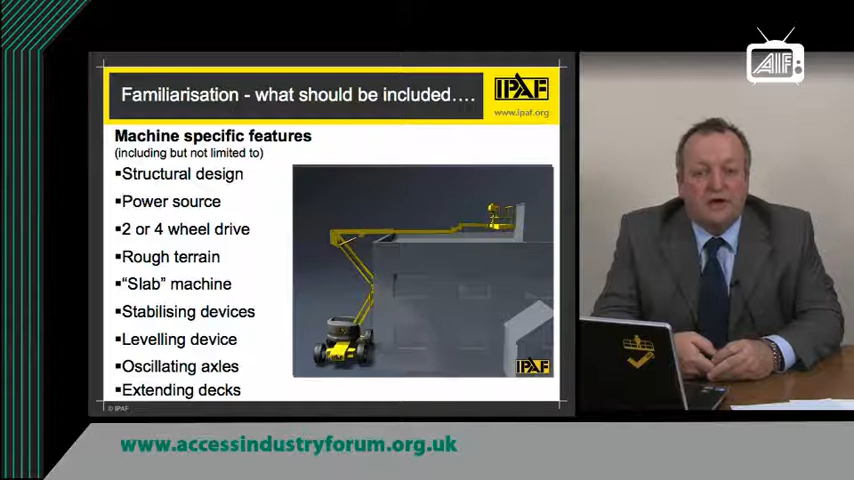 Familiarisation - what should be included….
IPAF
www.ipaf.org
AIF
Machine specific features
(including but not limited to)
▪Structural design
▪Power source
▪2 or 4 wheel drive
▪Rough terrain
▪“Slab” machine
▪Stabilising devices
▪Levelling device
▪Oscillating axles
▪Extending decks
IPAF
© IPAF
www.accessindustryforum.org.uk